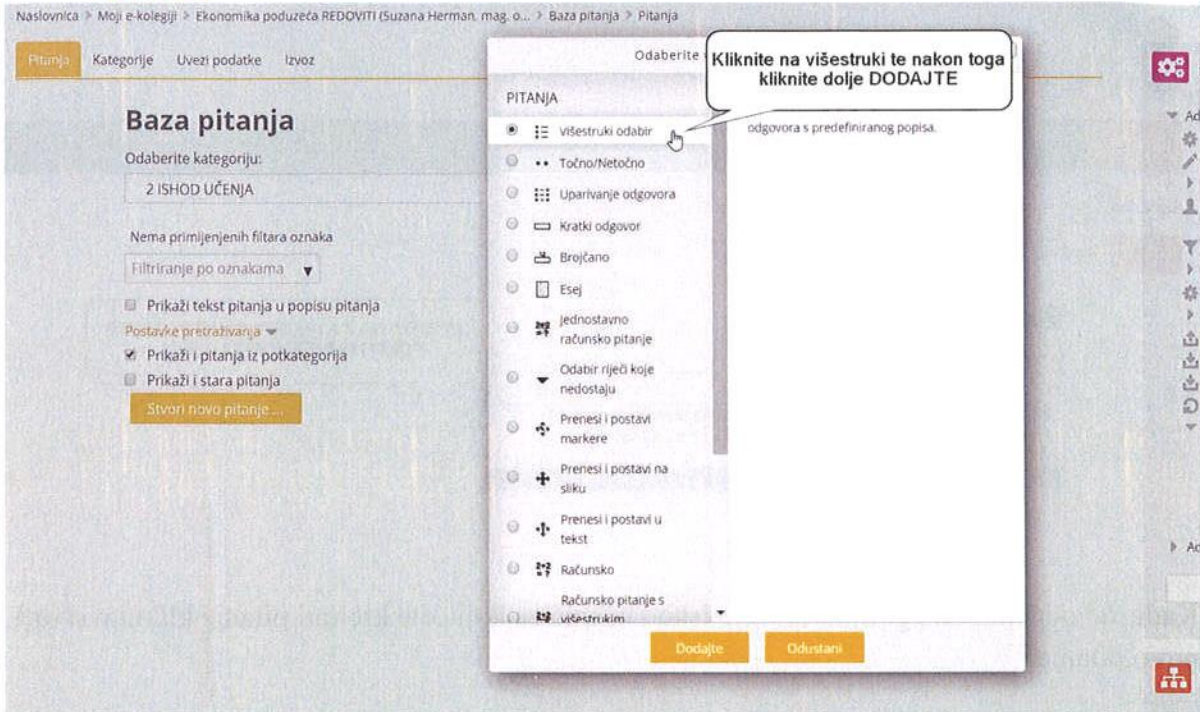 Naslovnica > Moji e-kolegiji > Ekonomika poduzeća REDOVITI (Suzana Herman, mag. o... > Baza pitanja > Pitanja
Pitanja Kategorije Uvezi podatke Izvoz
Odaberite
Kliknite na višestruki te nakon toga
kliknite dolje DODAJTE
Baza pitanja
Odaberite kategoriju:
2 ISHOD UČENJA
Nema primijenjenih filtara oznaka
Filtriranje po oznakama
Prikaži tekst pitanja u popisu pitanja
Postavke pretraživanja
Prikaži i pitanja iz potkategorija
Prikaži i stara pitanja
Stvori novo pitanje ...
PITANJA
Višestruki odabir
Točno/Netočno
Uparivanje odgovora
Kratki odgovor
Brojčano
Esej
Jednostavno
računsko pitanje
Odabir riječi koje
nedostaju
Prenesi i postavi
markere
Prenesi i postavi na
sliku
Prenesi i postavi u
tekst
Računsko
Računsko pitanje s
višestrukim
odgovora s predefiniranog popisa.
Dodajte Odustani
Ad
Ad